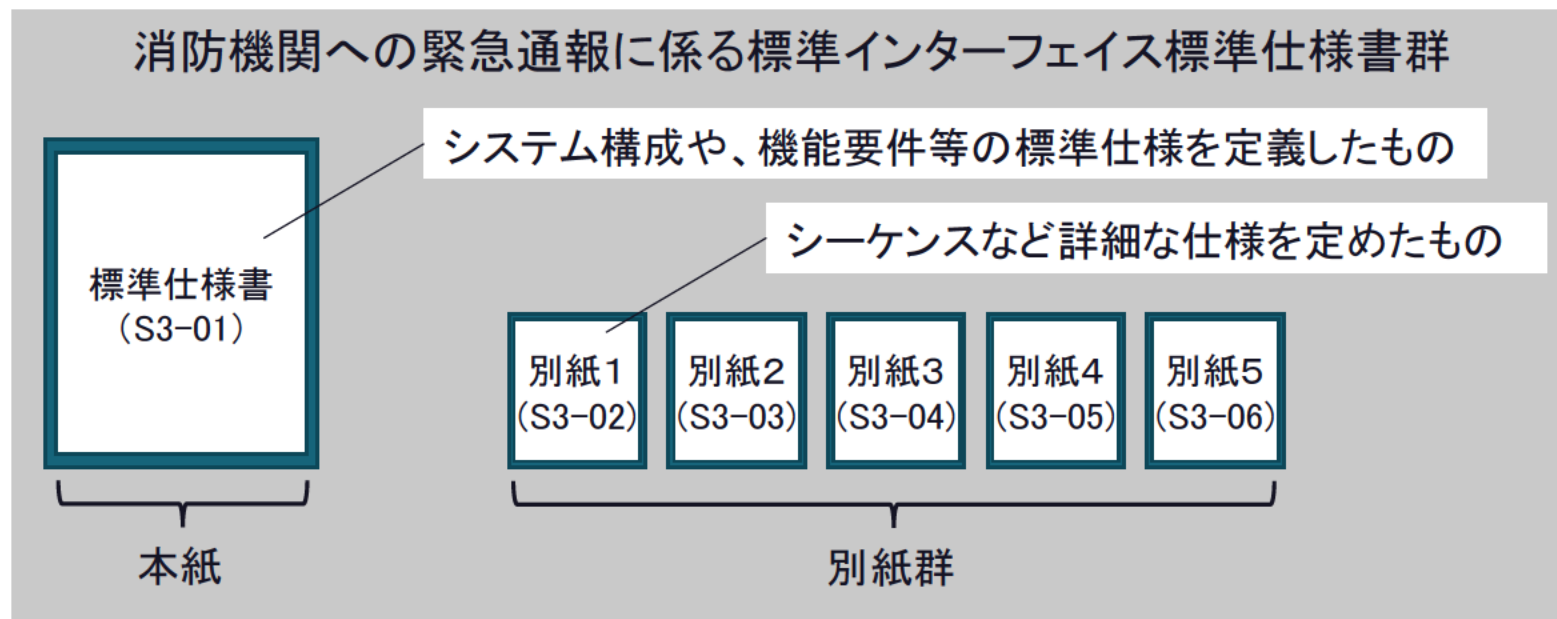 消防機関への緊急通報に係る標準インターフェイス標準仕様書群
システム構成や、機能要件等の標準仕様を定義したもの
シーケンスなど詳細な仕様を定めたもの
標準仕様書
（S3-01）
別紙１
(S3-02)
別紙２
(S3-03)
別紙３
(S3-04)
別紙４
(S3-05)
別紙５
(S3-06)
本紙
別紙群